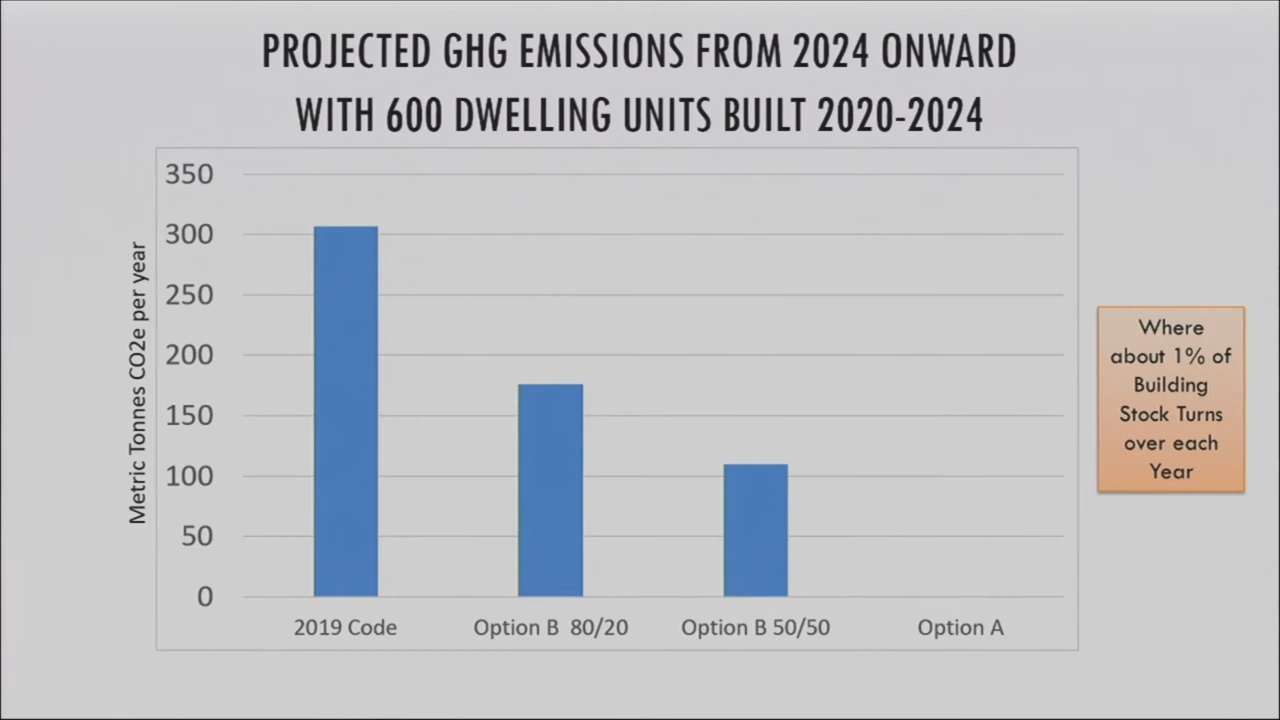 PROJECTED GHG EMISSIONS FROM 2024 ONWARD
WITH 600 DWELLING UNITS BUILT 2020-2024
Metric Tonnes CO2e per year
350
300
250
200
150
100
50
0
2019 Code
Option B 80/20
Option B 50/50
Option A
Where
about 1% of
Building
Stock Turns
over each
Year